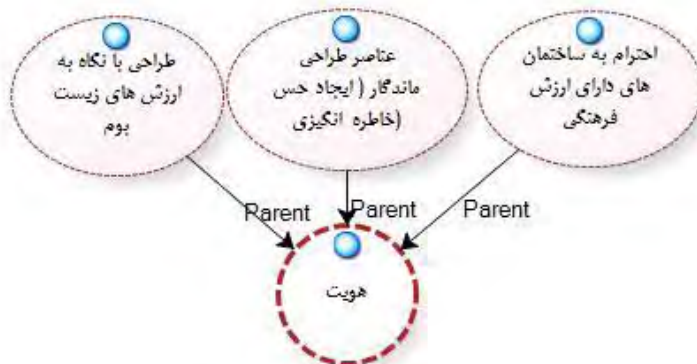 احترام به ساختمان
های دارای ارزش
فرهنگی
عناصر طراحی
ماندگار ( ایجاد حس
خاطره انگیزی)
طراحی با نگاه به
ارزش های زیست
بوم
Parent
Parent
Parent
هویت